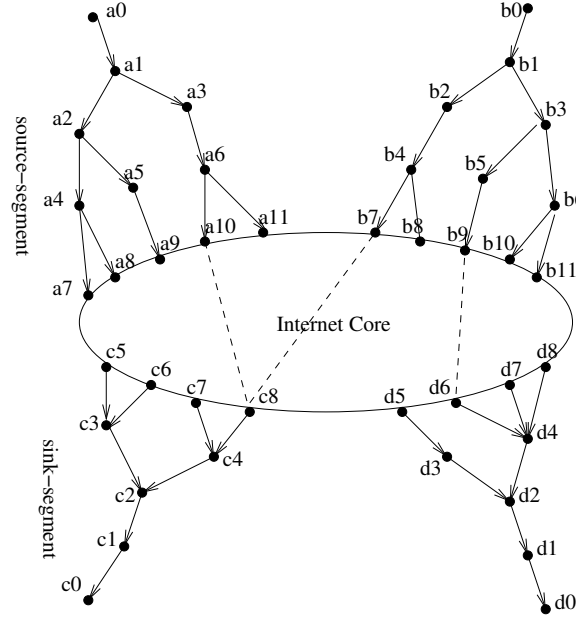 a0
b0
a1
b1
a3
b2
b3
a2
a5
a6
b4
b5
a4
b6
a11
b7
a10
b8
b9
a9
b10
a8
b11
a7
source-segment
Internet Core
c5
c6
c7
c8
d5
d6
d7
d8
c3
c4
d3
d4
c2
d2
c1
d1
c0
d0
sink-segment